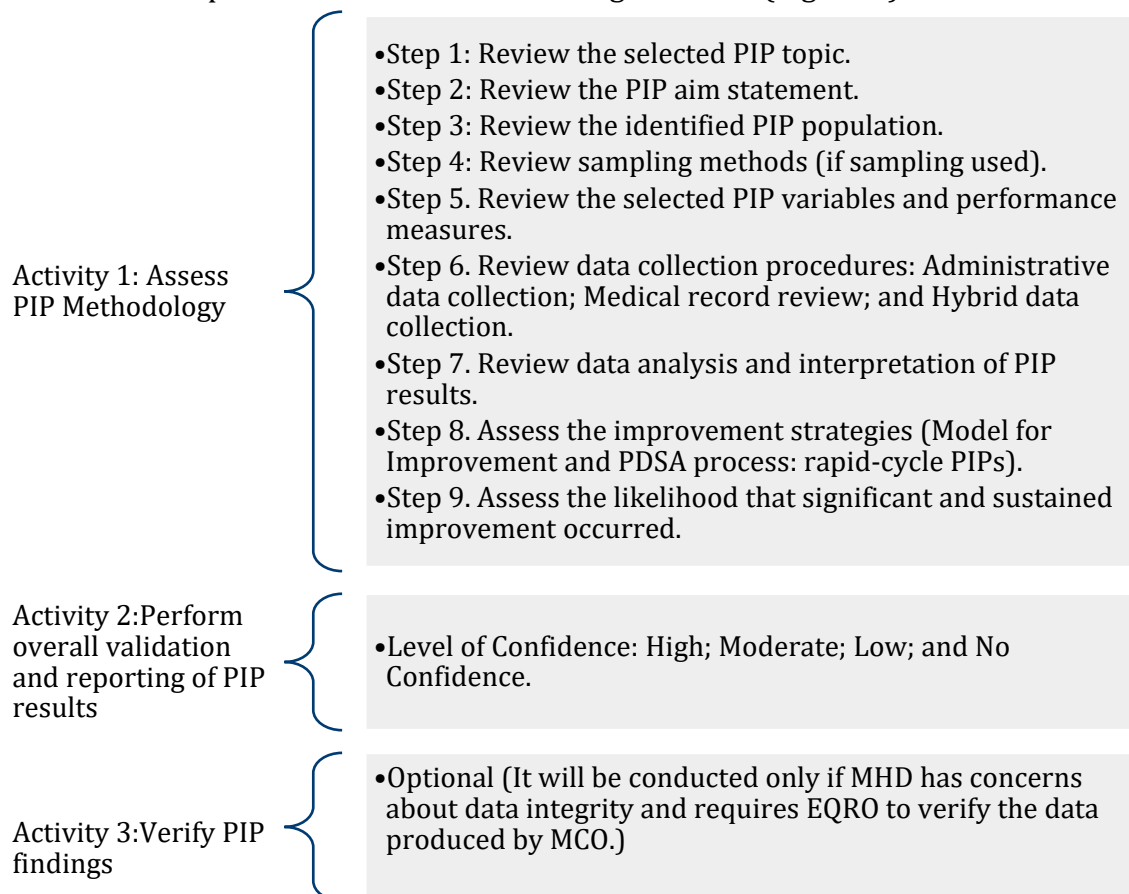 Activity 1: Assess
PIP Methodology
•Step 1: Review the selected PIP topic.
•Step 2: Review the PIP aim statement.
•Step 3: Review the identified PIP population.
•Step 4: Review sampling methods (if sampling used).
•Step 5. Review the selected PIP variables and performance
measures.
•Step 6. Review data collection procedures: Administrative
data collection; Medical record review; and Hybrid data
collection.
•Step 7. Review data analysis and interpretation of PIP
results.
•Step 8. Assess the improvement strategies (Model for
Improvement and PDSA process: rapid-cycle PIPs).
•Step 9. Assess the likelihood that significant and sustained
improvement occurred.
Activity 2:Perform
overall validation
and reporting of PIP
results
•Level of Confidence: High; Moderate; Low; and No
Confidence.
Activity 3:Verify PIP
findings
•Optional (It will be conducted only if MHD has concerns
about data integrity and requires EQRO to verify the data
produced by MCO.)